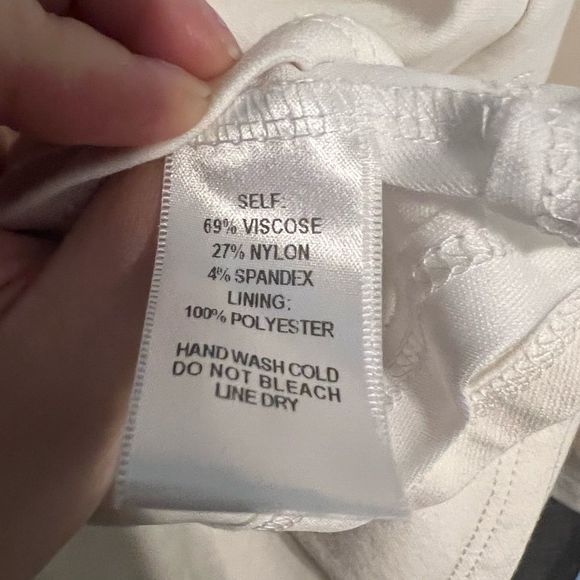 SELF:
69% VISCOSE
27% NYLON
4% SPANDEX
LINING:
100% POLYESTER
HAND WASH COLD
DO NOT BLEACH
LINE DRY